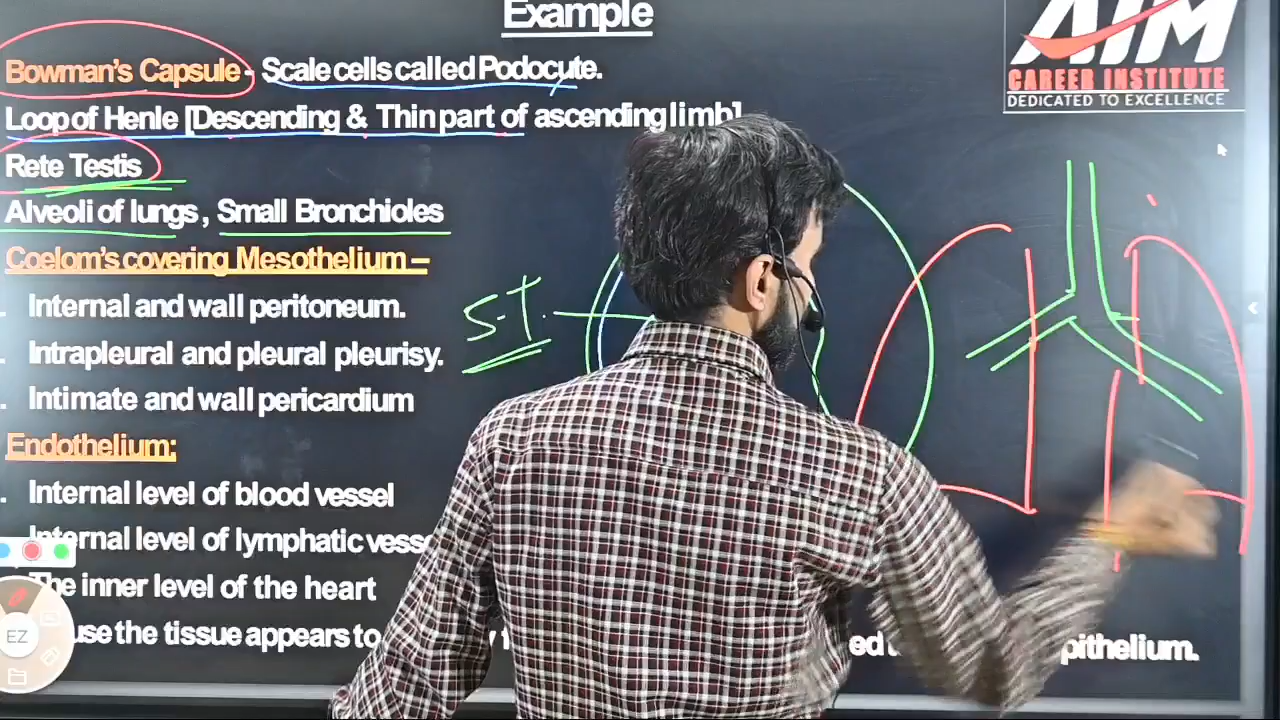 Example
AIM
CAREER INSTITUTE
DEDICATED TO EXCELLENCE
Bowman's Capsule - Scale cells called Podocyte.
Loop of Henle [Descending & Thin part of ascending limb]
Rete Testis
Alveoli of lungs, Small Bronchioles
Coelom's covering Mesothelium –
Internal and wall peritoneum.
S.T.
Intrapleural and pleural pleurisy.
Intimate and wall pericardium
Endothelium:
Internal level of blood vessel
Internal level of lymphatic
The inner level of the heart
the tissue appears to
pithelium.
EZ